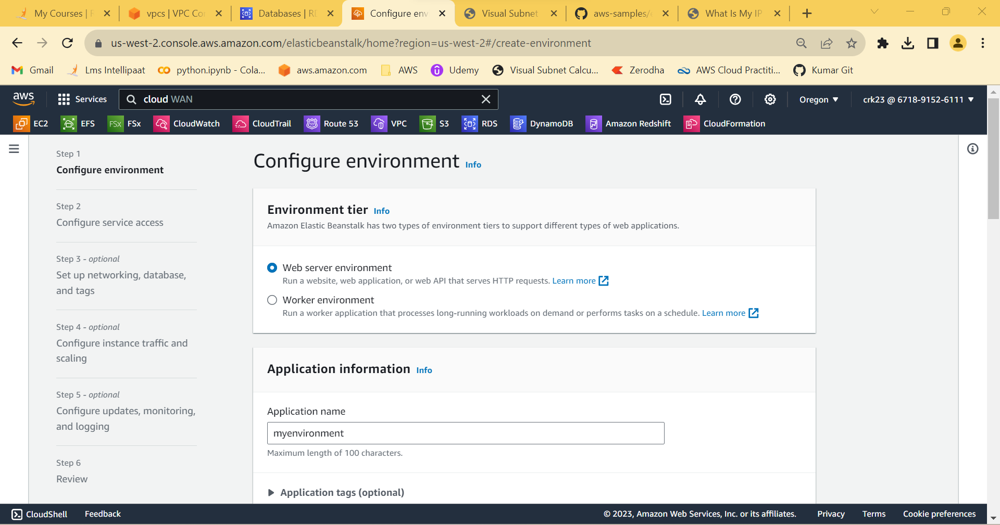 My Courses |
vpcs | VPC Co
Databases | R
Configure env
Visual Subnet
aws-samples/
What Is My IP
us-west-2.console.aws.amazon.com/elasticbeanstalk/home?region=us-west-2#/create-environment
Gmail
Lms Intellipaat
python.ipynb - Cola...
aws.amazon.com
AWS
Udemy
Visual Subnet Calcu...
Zerodha
AWS Cloud Practiti...
Kumar Git
aws
Services
cloud WAN
Oregon
crk23 @ 6718-9152-6111
EC2
EFS
FSx FSx
CloudWatch
CloudTrail
53 Route 53
VPC
S3
RDS
DynamoDB
Amazon Redshift
CloudFormation
Step 1
Configure environment
Step 2
Configure service access
Step 3 - optional
Set up networking, database,
and tags
Step 4 - optional
Configure instance traffic and
scaling
Step 5 - optional
Configure updates, monitoring,
and logging
Step 6
Review
Configure environment Info
Environment tier Info
Amazon Elastic Beanstalk has two types of environment tiers to support different types of web applications.
Web server environment
Run a website, web application, or web API that serves HTTP requests. Learn more
Worker environment
Run a worker application that processes long-running workloads on demand or performs tasks on a schedule. Learn more
Application information Info
Application name
myenvironment
Maximum length of 100 characters.
Application tags (optional)
CloudShell
Feedback
© 2023, Amazon Web Services, Inc. or its affiliates.
Privacy
Terms
Cookie preferences